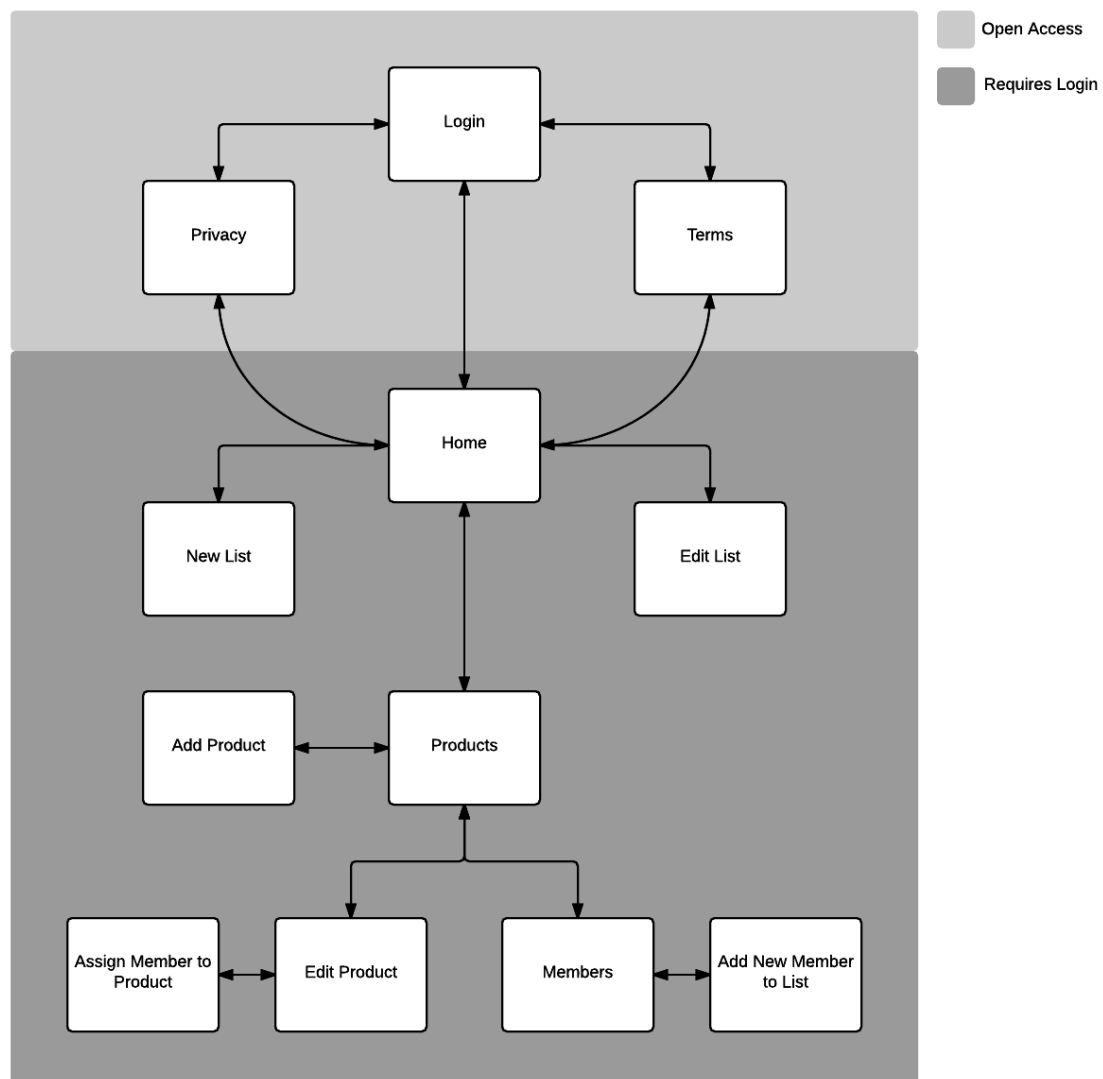 Open Access
Requires Login
Login
Privacy
Terms
Home
New List
Edit List
Add Product
Products
Assign Member to
Product
Edit Product
Members
Add New Member
to List